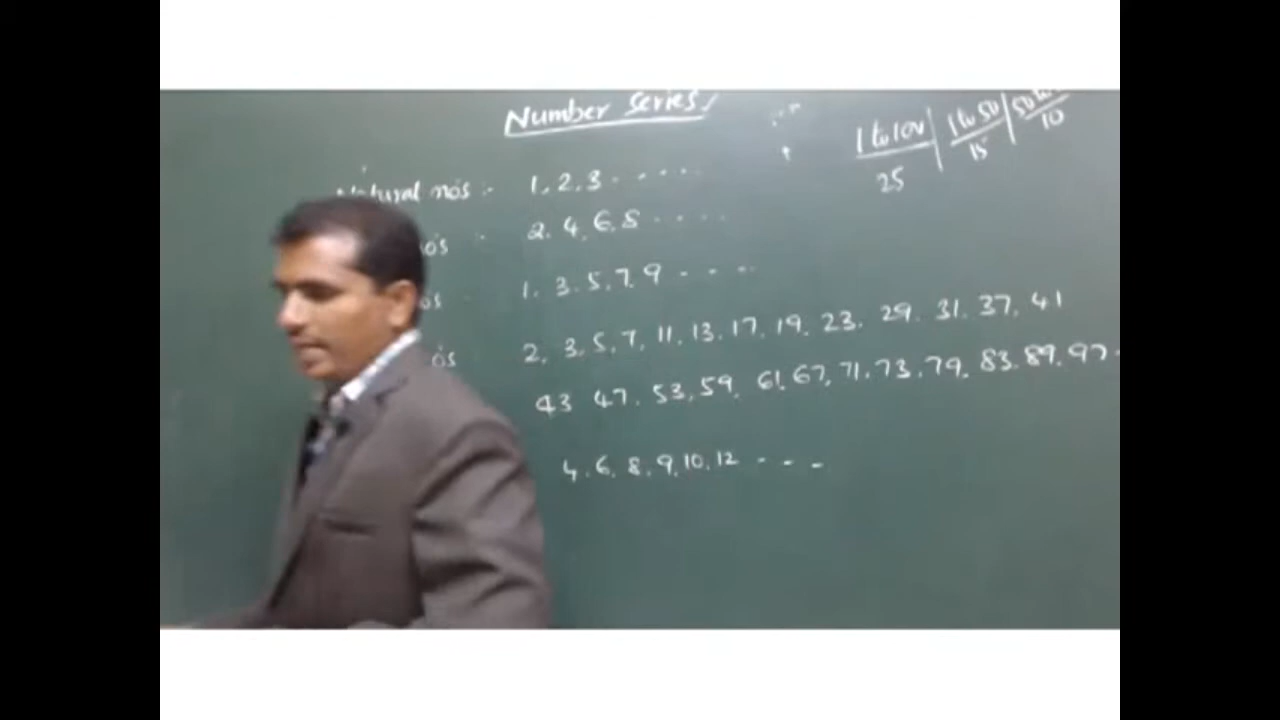 Number Series
1 to 100 | 1 to 50 | 50 to
25 15 10
Natural nos :- 1, 2, 3 . . . . . .
nos :- 2, 4, 6, 8 . . . .
nos 1, 3, 5, 7, 9 . . . .
nos 2, 3, 5, 7, 11, 13, 17, 19, 23, 29, 31, 37, 41
43 47, 53, 59, 61, 67, 71, 73, 79, 83, 89, 97
4, 6, 8, 9, 10, 12 - - -